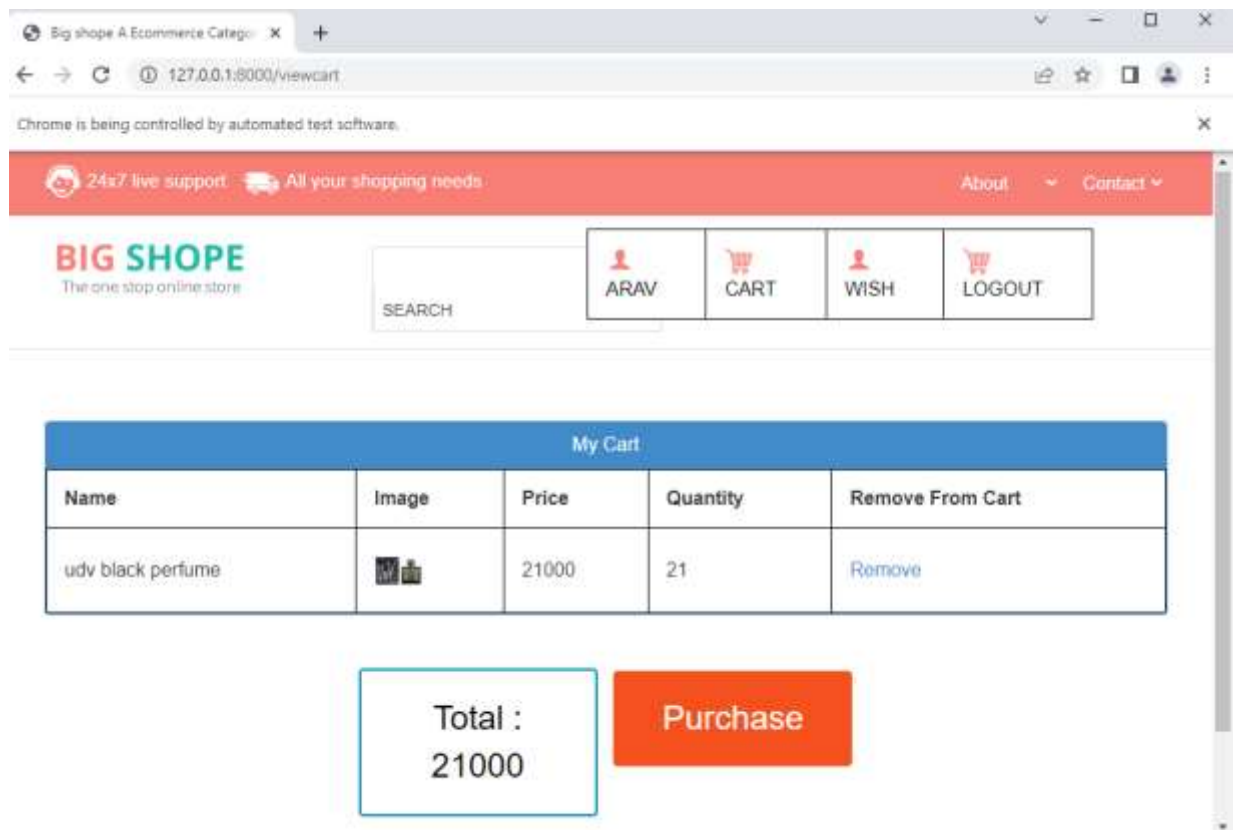 Big shope A Ecommerce Catego
127.0.0.1:8000/viewcart
Chrome is being controlled by automated test software.
24x7 live support All your shopping needs About Contact
BIG SHOPE
The one stop online store
SEARCH
ARAV CART WISH LOGOUT
My Cart
Name Image Price Quantity Remove From Cart
udv black perfume 21000 21 Remove
Total :
21000
Purchase